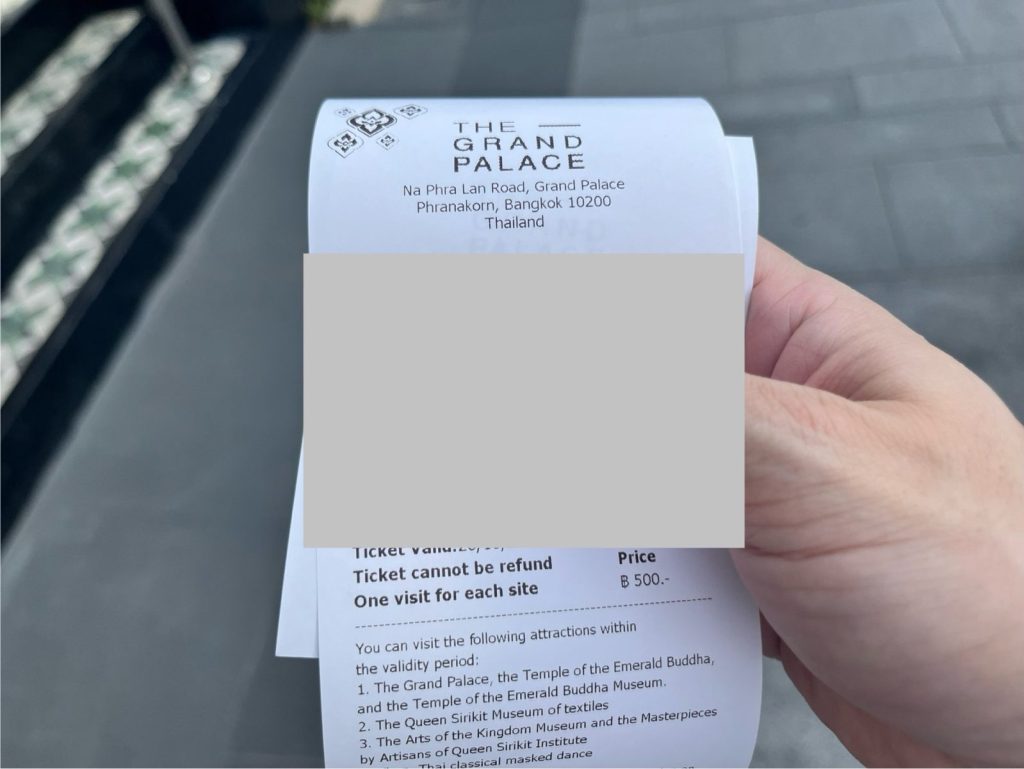 THE
GRAND
PALACE
Na Phra Lan Road, Grand Palace
Phranakorn, Bangkok 10200
Thailand
Ticket Valid:
Ticket cannot be refund
One visit for each site
Price
฿ 500.-
You can visit the following attractions within
the validity period:
1. The Grand Palace, the Temple of the Emerald Buddha,
and the Temple of the Emerald Buddha Museum.
2. The Queen Sirikit Museum of textiles
3. The Arts of the Kingdom Museum and the Masterpieces
by Artisans of Queen Sirikit Institute
Thai classical masked dance